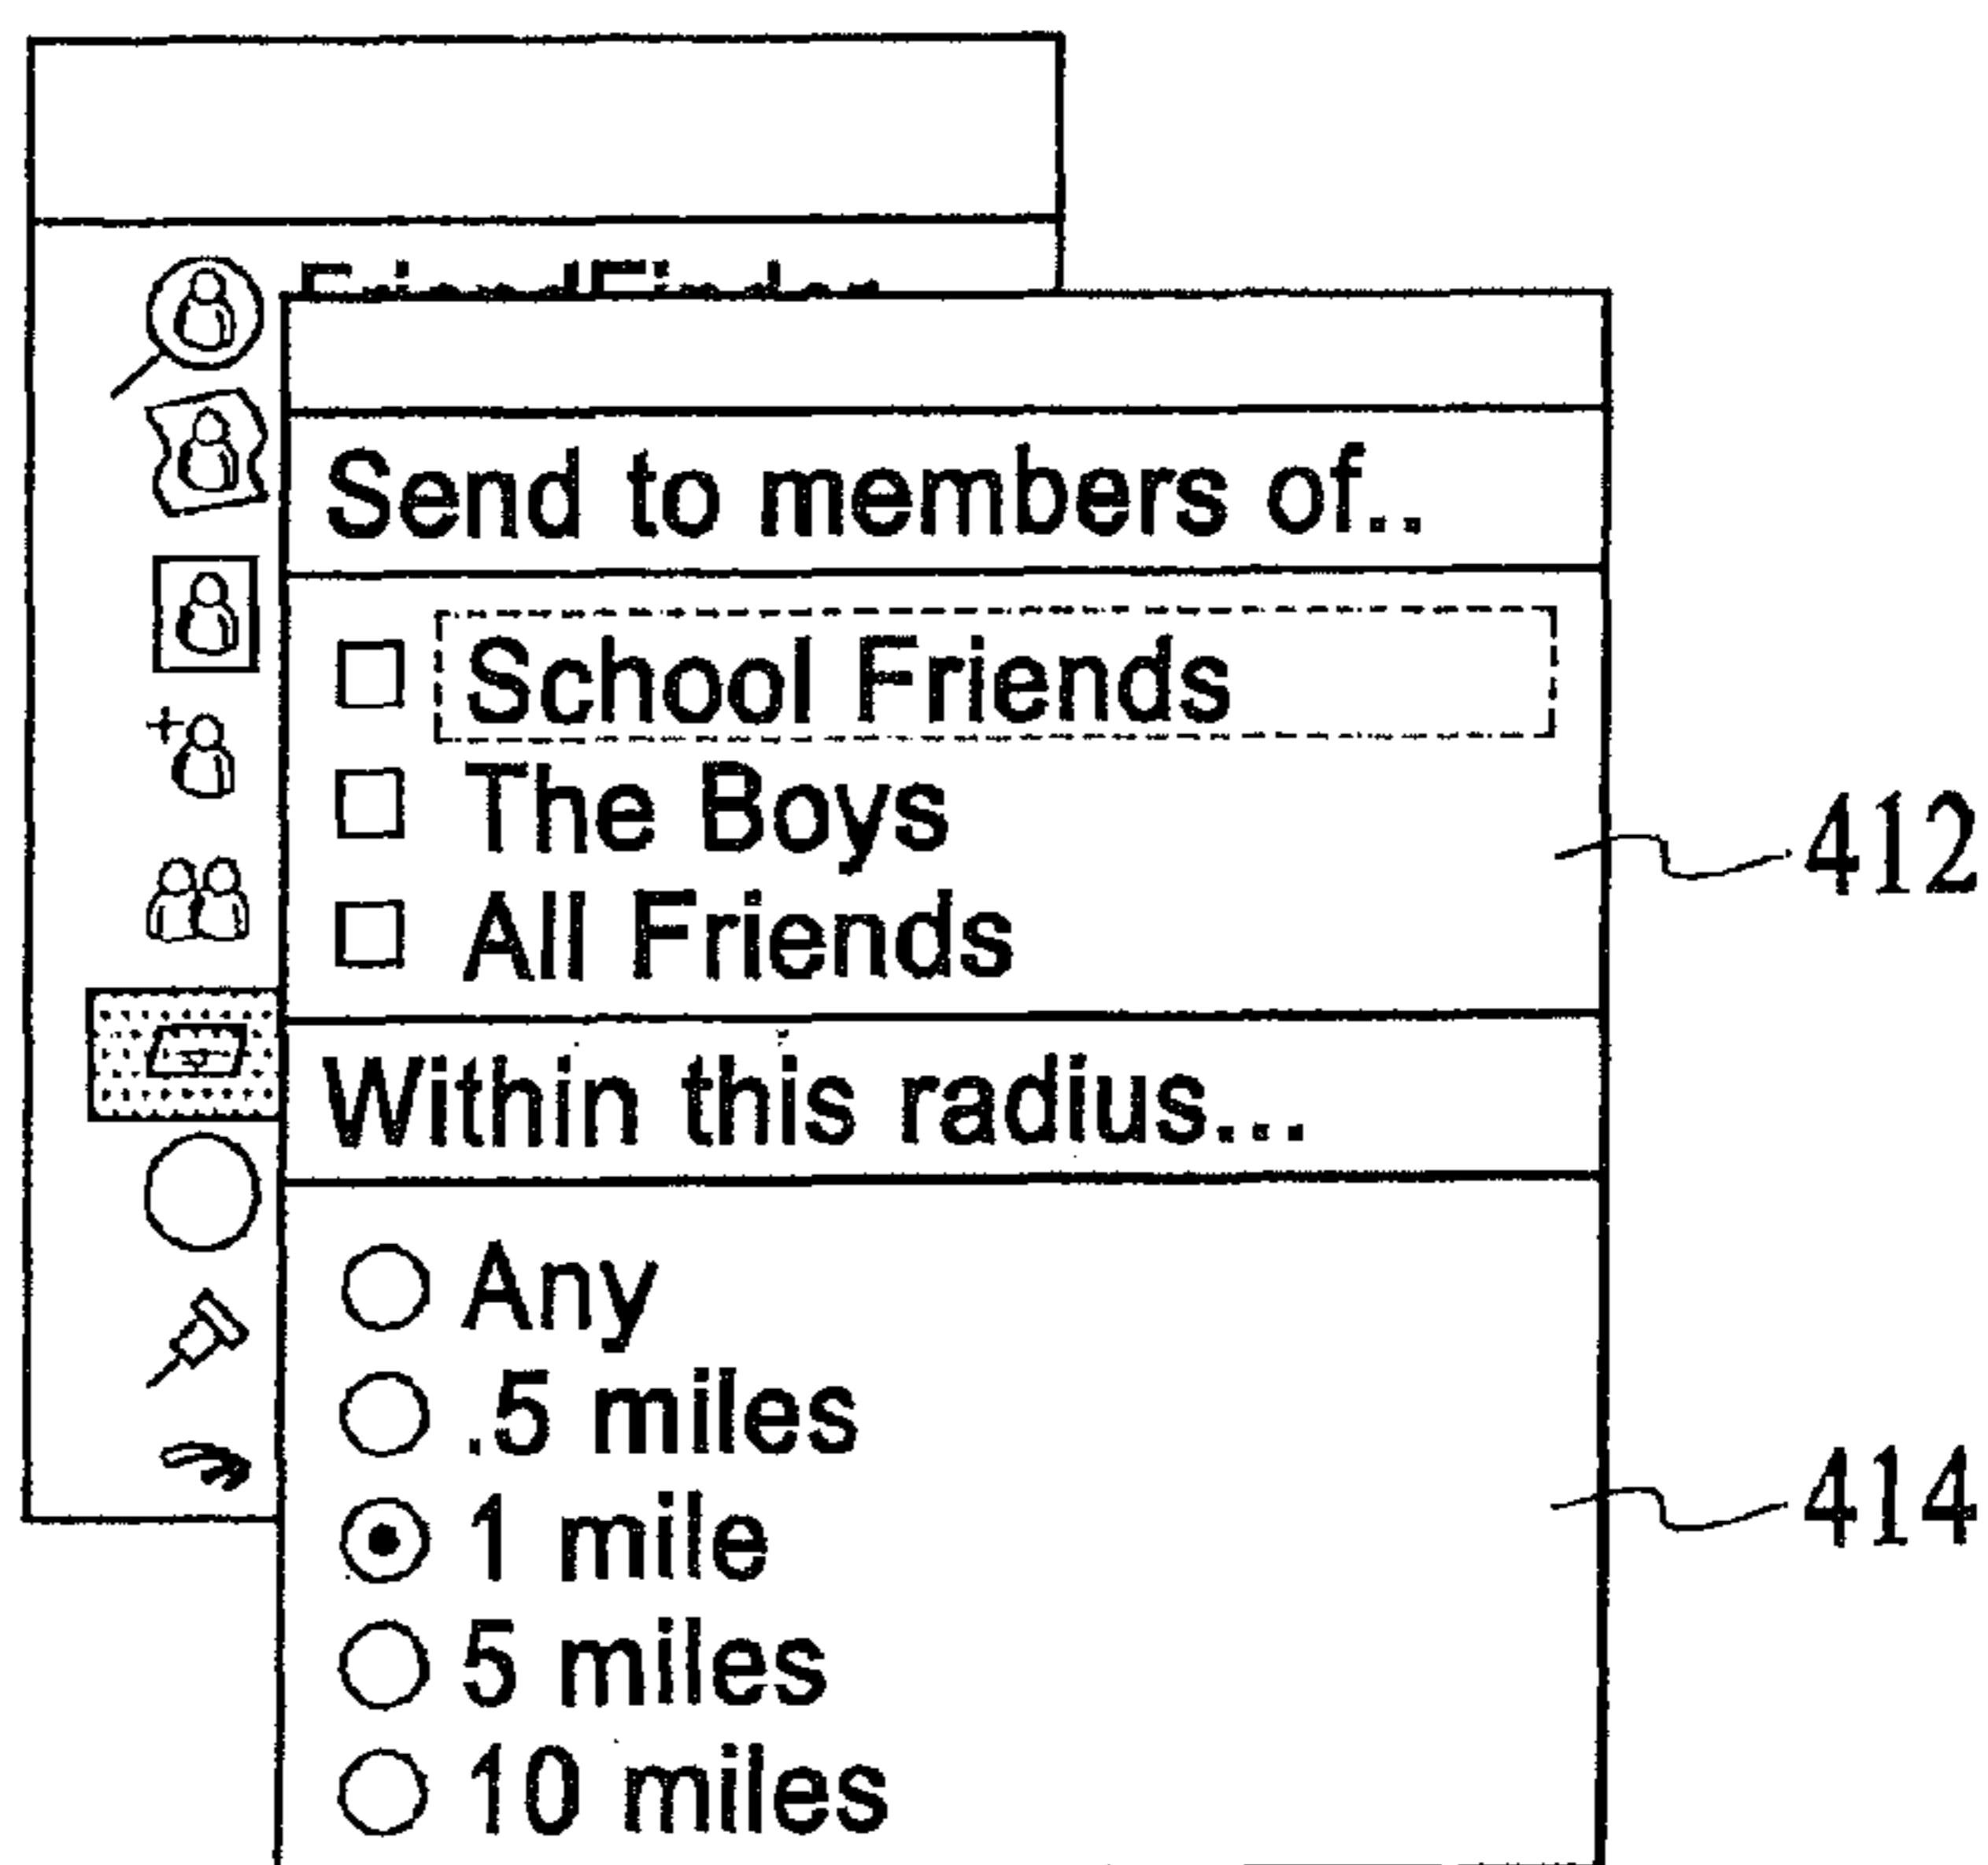 Send to members of..
School Friends
The Boys
412
All Friends
Within this radius...
Any
.5 miles
414
1 mile
5 miles
10 miles